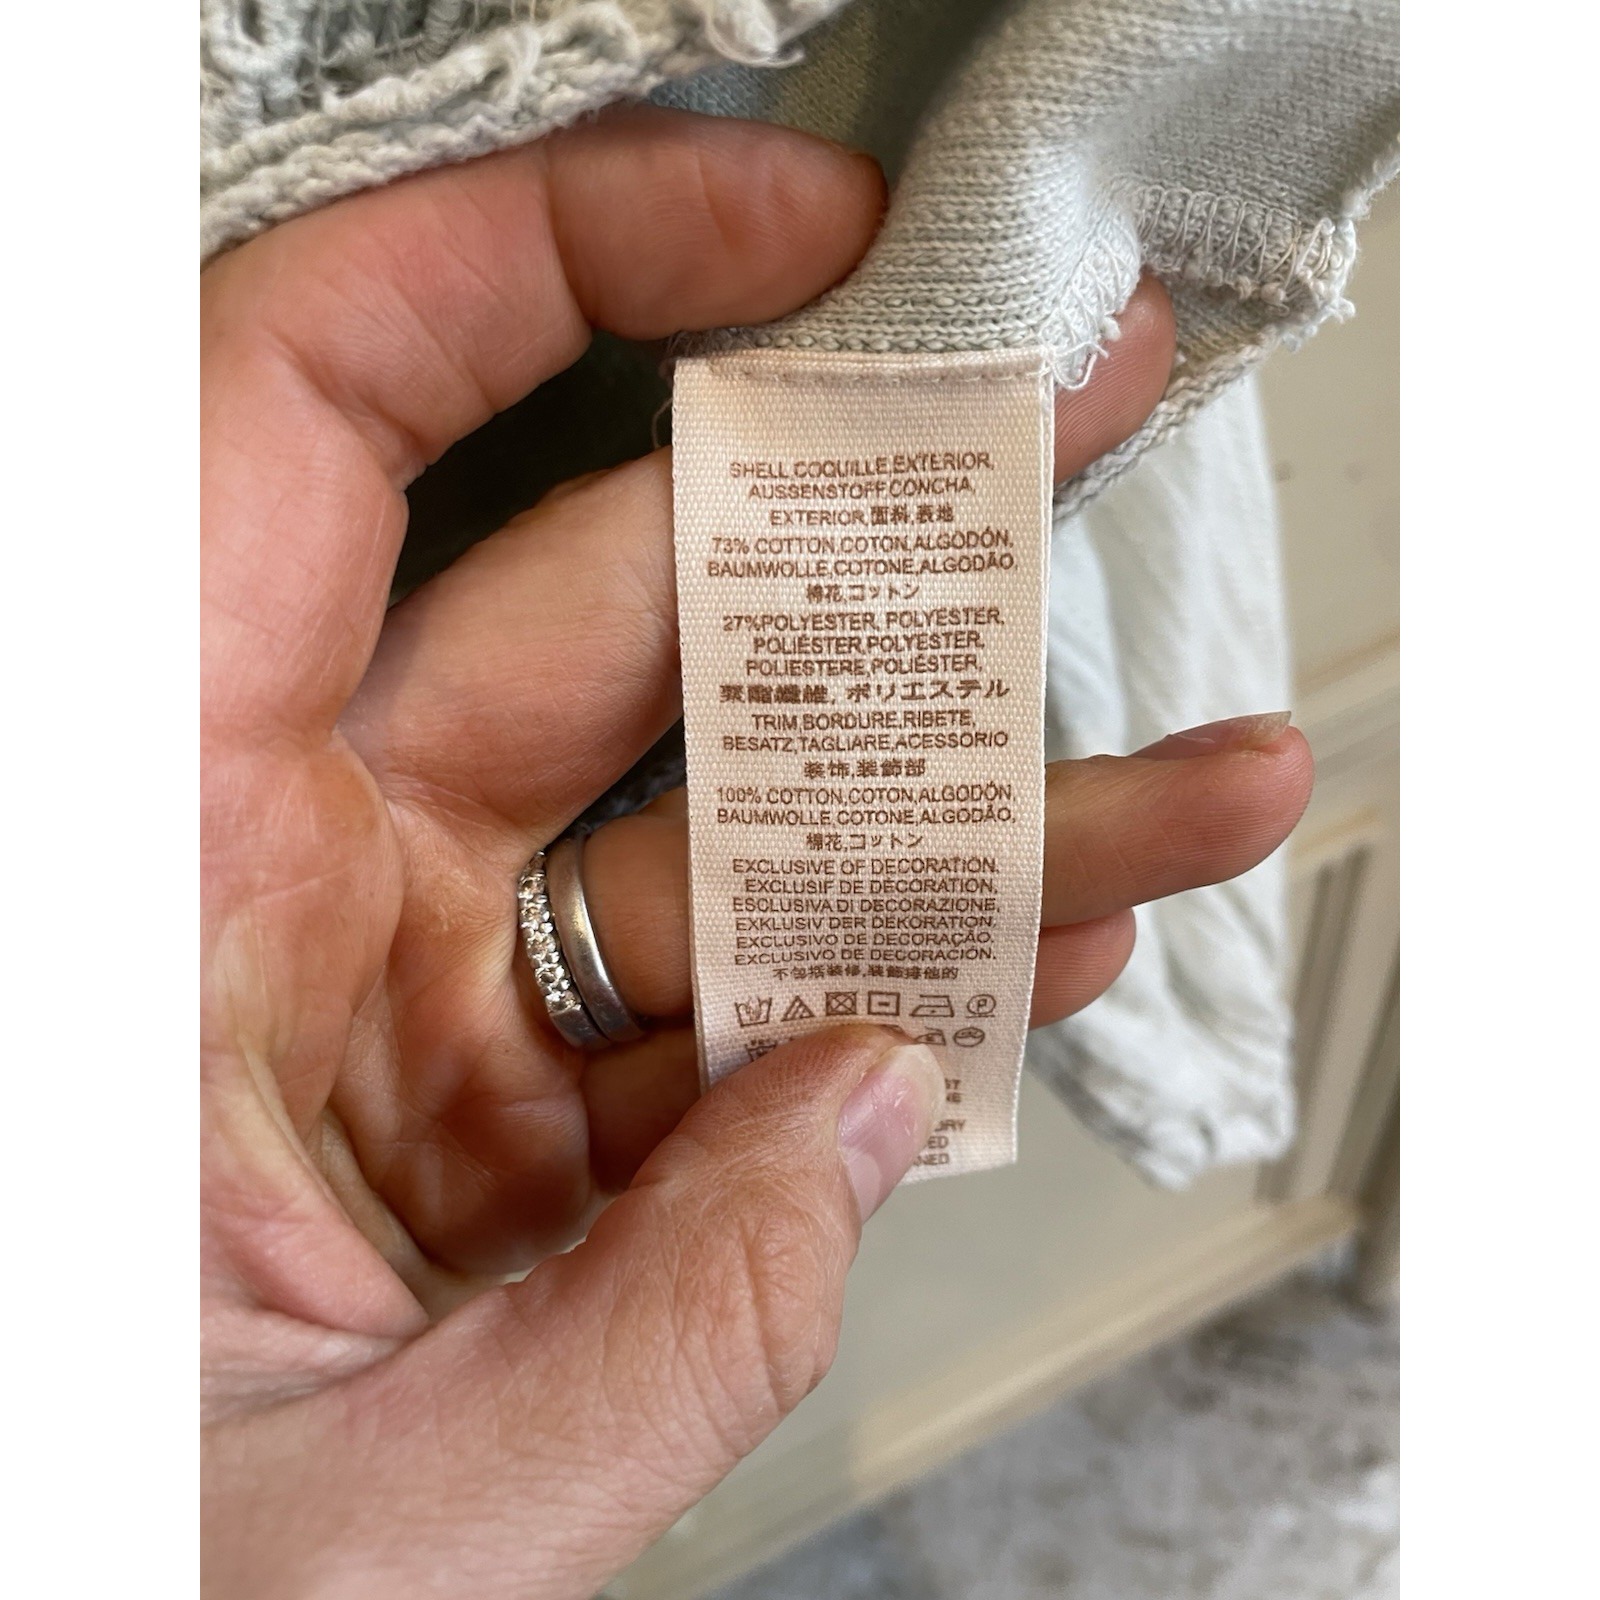 SHELL,COQUILLE,EXTERIOR,
AUSSENSTOFF,CONCHA,
EXTERIOR,面料,表地
73% COTTON,COTON,ALGODÓN,
BAUMWOLLE,COTONE,ALGODÃO,
棉花,コットン
27%POLYESTER, POLYESTER,
POLIÉSTER,POLYESTER,
POLIESTERE,POLIÉSTER,
聚酯纖維, ポリエステル
TRIM,BORDURE,RIBETE,
BESATZ,TAGLIARE,ACESSORIO
装饰,装飾部
100% COTTON,COTON,ALGODÓN
BAUMWOLLE,COTONE,ALGODÃO,
棉花,コットン
EXCLUSIVE OF DECORATION.
EXCLUSIF DE DÉCORATION,
ESCLUSIVA DI DECORAZIONE,
EXKLUSIV DER DEKORATION.
EXCLUSIVO DE DECORAÇÃO.
EXCLUSIVO DE DECORACIÓN.
不包括装修,装飾
P
DRY
ED
NED